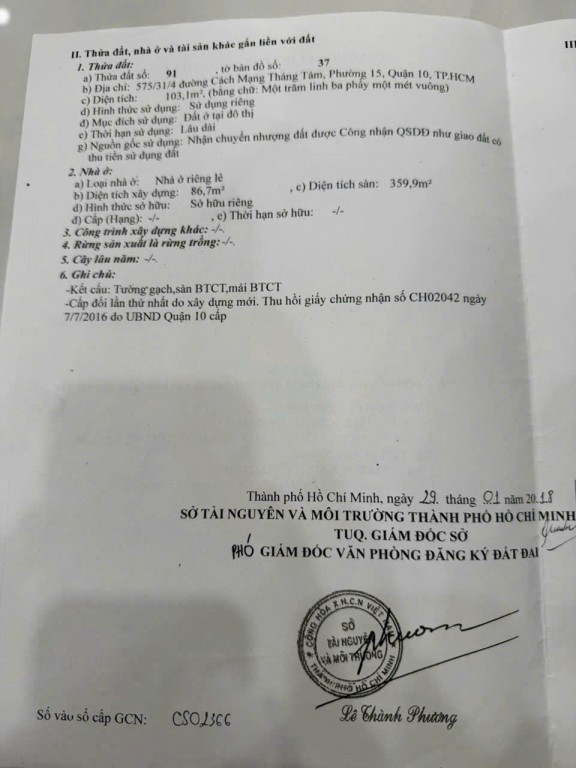 II. Thửa đất, nhà ở và tài sản khác gắn liền với đất
III
1. Thửa đất:
a) Thửa đất số: 91 , tờ bản đồ số: 37
b) Địa chỉ: 575/31/4 đường Cách Mạng Tháng Tám, Phường 15, Quận 10, TP.HCM
c) Diện tích: 103,1m², (bằng chữ: Một trăm linh ba phẩy một mét vuông)
d) Hình thức sử dụng: Sử dụng riêng
đ) Mục đích sử dụng: Đất ở tại đô thị
e) Thời hạn sử dụng: Lâu dài
g) Nguồn gốc sử dụng: Nhận chuyển nhượng đất được Công nhận QSDĐ như giao đất có
thu tiền sử dụng đất
2. Nhà ở:
a) Loại nhà ở: Nhà ở riêng lẻ
b) Diện tích xây dựng: 86,7m² , c) Diện tích sàn: 359,9m²
d) Hình thức sở hữu: Sở hữu riêng
đ) Cấp (Hạng): -/- , e) Thời hạn sở hữu: -/-
3. Công trình xây dựng khác: -/-.
4. Rừng sản xuất là rừng trồng: -/-.
5. Cây lâu năm: -/-.
6. Ghi chú:
-Kết cấu: Tường gạch,sàn BTCT,mái BTCT
-Cấp đổi lần thứ nhất do xây dựng mới. Thu hồi giấy chứng nhận số CH02042 ngày
7/7/2016 do UBND Quận 10 cấp
Thành phố Hồ Chí Minh, ngày 29. tháng 01 năm 2018
SỞ TÀI NGUYÊN VÀ MÔI TRƯỜNG THÀNH PHỐ HỒ CHÍ MINH
TUQ. GIÁM ĐỐC SỞ
PHÓ GIÁM ĐỐC VĂN PHÒNG ĐĂNG KÝ ĐẤT ĐAI
CỘNG HÒA X.H.C.N VIỆT NAM
SỞ
TÀI NGUYÊN
VÀ MÔI TRƯỜNG
THÀNH PHỐ HỒ CHÍ MINH
Số vào sổ cấp GCN: CS02366
Lê Thành Phương